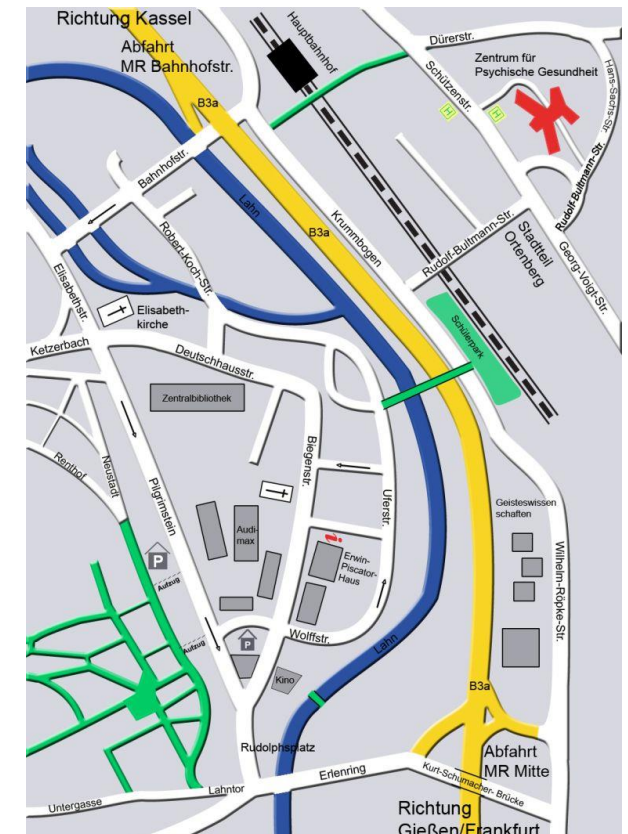 Richtung Kassel
Abfahrt
MR Bahnhofstr.
Hauptbahnhof
Dürerstr.
Schützenstr.
Zentrum für
Psychische Gesundheit
Hans-Sachs-Str.
H
H
B3a
Bahnhofstr.
Lahn
B3a
Krummbogen
Rudolf-Bultmann-Str.
Rudolf-Bultmann-Str.
Stadtteil
Ortenberg
Georg-Voigt-Str.
Robert-Koch-Str.
Elisabethstr.
Elisabeth-
kirche
Ketzerbach
Deutschhausstr.
Schülerpark
Zentralbibliothek
Renthof
Neustadt
Pilgrimstein
Biegenstr.
Uferstr.
Geisteswissen
schaften
Audi-
max
i
Erwin-
Piscator-
Haus
P
Aufzug
Aufzug
Wilhelm-Röpke-Str.
Wolffstr.
P
Kino
Lahn
B3a
Rudolphsplatz
Abfahrt
MR Mitte
Erlenring
Kurt-Schumacher- Brücke
Lahntor
Untergasse
Richtung
Gießen/Frankfurt